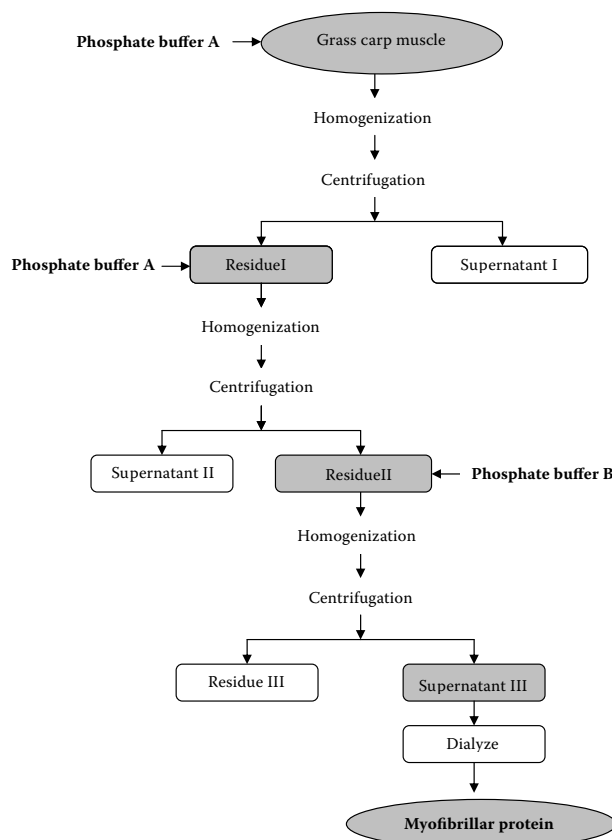 Phosphate buffer A
Grass carp muscle
Homogenization
Centrifugation
Phosphate buffer A
ResidueI
Supernatant I
Homogenization
Centrifugation
Supernatant II
ResidueII
Phosphate buffer B
Homogenization
Centrifugation
Residue III
Supernatant III
Dialyze
Myofibrillar protein